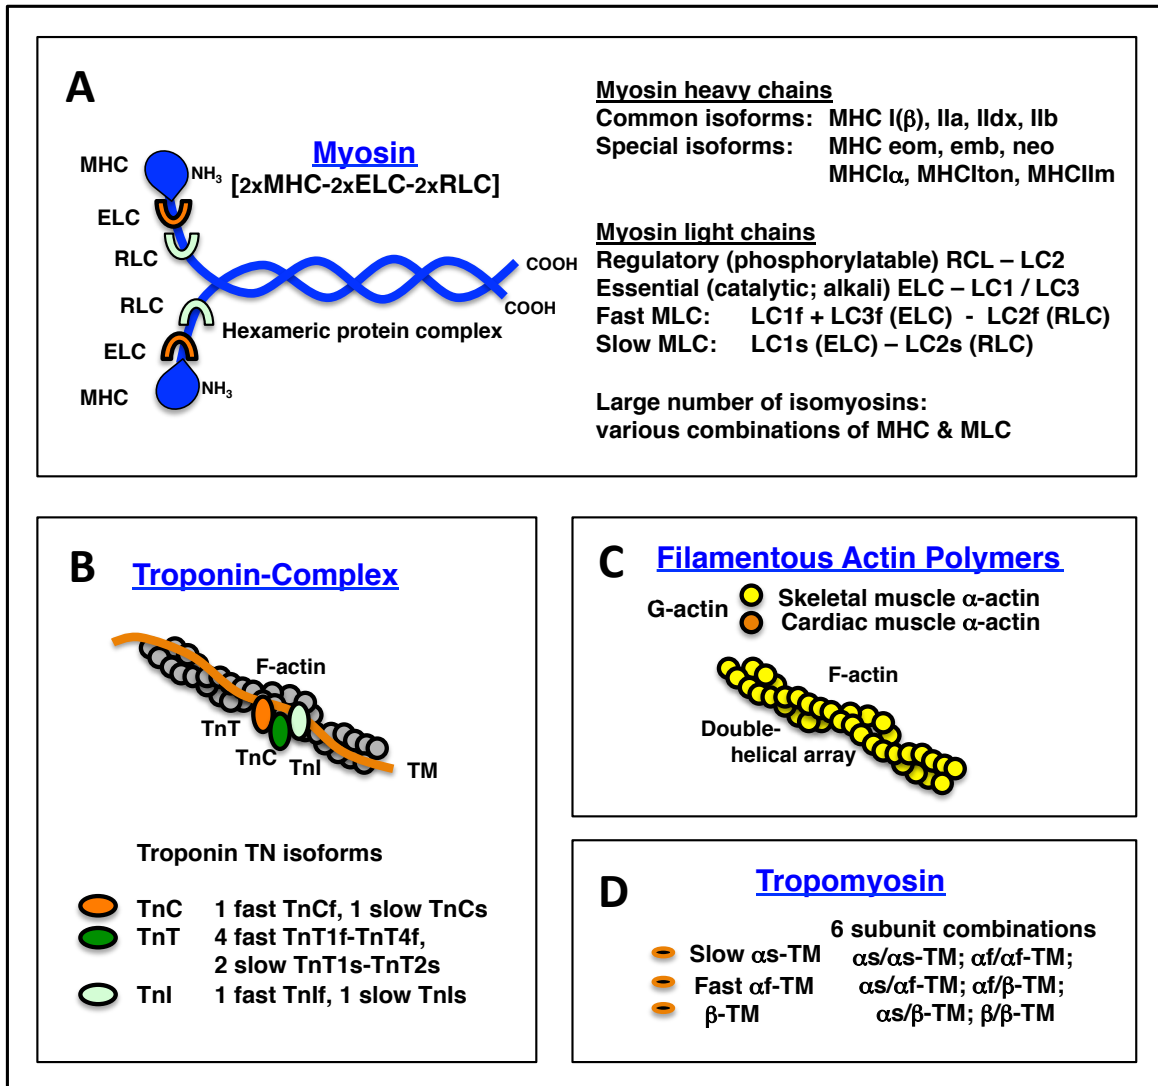 A
Myosin
[2xMHC-2xELC-2xRLC]
MHC
NH3
ELC
RLC
RLC
ELC
MHC
NH3
COOH
COOH
Hexameric protein complex
Myosin heavy chains
Common isoforms: MHC I(β), IIa, IIdx, IIb
Special isoforms: MHC eom, emb, neo
MHCIα, MHCIton, MHCIIm
Myosin light chains
Regulatory (phosphorylatable) RCL – LC2
Essential (catalytic; alkali) ELC – LC1 / LC3
Fast MLC: LC1f + LC3f (ELC) - LC2f (RLC)
Slow MLC: LC1s (ELC) – LC2s (RLC)
Large number of isomyosins:
various combinations of MHC & MLC
B
Troponin-Complex
F-actin
TnT
TnC
TnI
TM
Troponin TN isoforms
TnC 1 fast TnCf, 1 slow TnCs
TnT 4 fast TnT1f-TnT4f,
2 slow TnT1s-TnT2s
TnI 1 fast TnIf, 1 slow TnIs
C
Filamentous Actin Polymers
G-actin
Skeletal muscle α-actin
Cardiac muscle α-actin
F-actin
Double-
helical array
D
Tropomyosin
6 subunit combinations
Slow αs-TM αs/αs-TM; αf/αf-TM;
Fast αf-TM αs/αf-TM; αf/β-TM;
β-TM αs/β-TM; β/β-TM